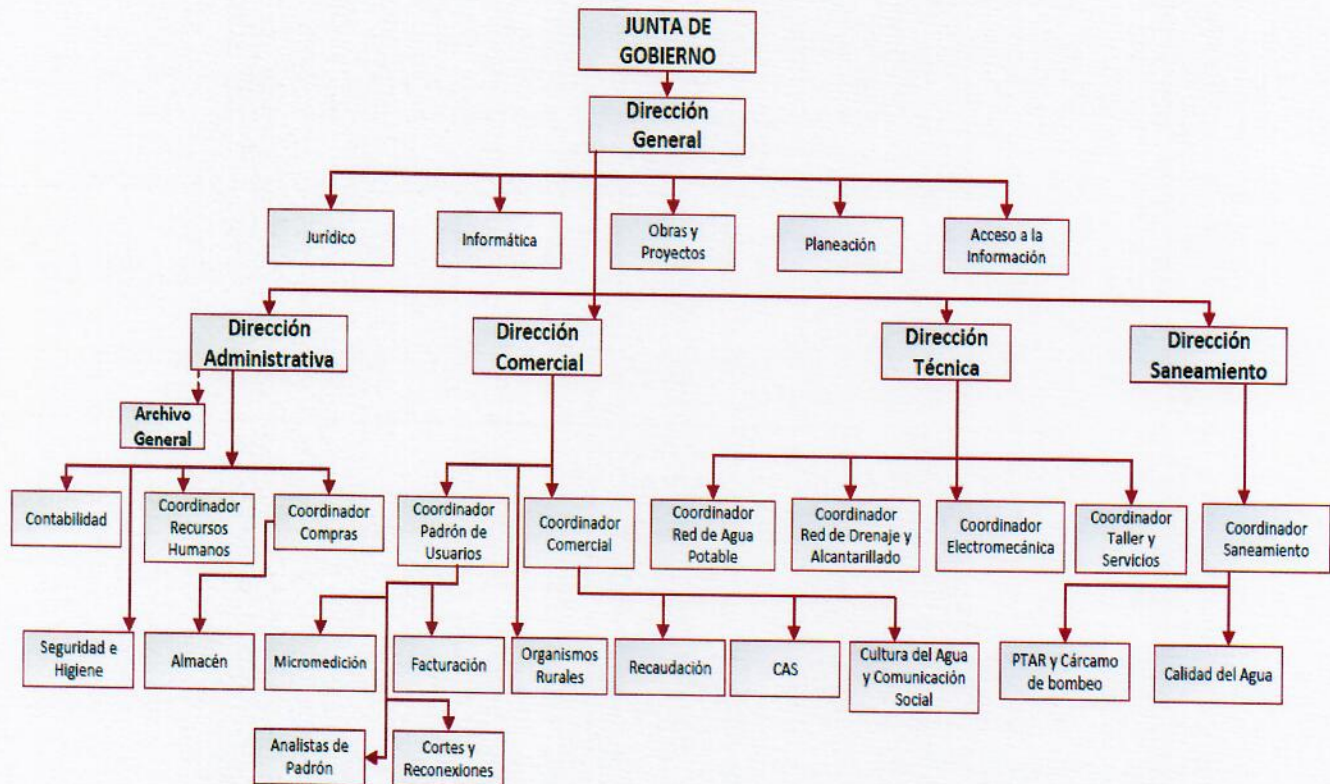 JUNTA DE
GOBIERNO
Dirección
General
Jurídico
Informática
Obras y
Proyectos
Planeación
Acceso a la
Información
Dirección
Administrativa
Dirección
Comercial
Dirección
Técnica
Dirección
Saneamiento
Archivo
General
Contabilidad
Coordinador
Recursos
Humanos
Coordinador
Compras
Coordinador
Padrón de
Usuarios
Coordinador
Comercial
Coordinador
Red de Agua
Potable
Coordinador
Red de Drenaje y
Alcantarillado
Coordinador
Electromecánica
Coordinador
Taller y
Servicios
Coordinador
Saneamiento
Seguridad e
Higiene
Almacén
Micromedición
Facturación
Organismos
Rurales
Recaudación
CAS
Cultura del Agua
y Comunicación
Social
PTAR y Cárcamo
de bombeo
Calidad del Agua
Analistas de
Padrón
Cortes y
Reconexiones